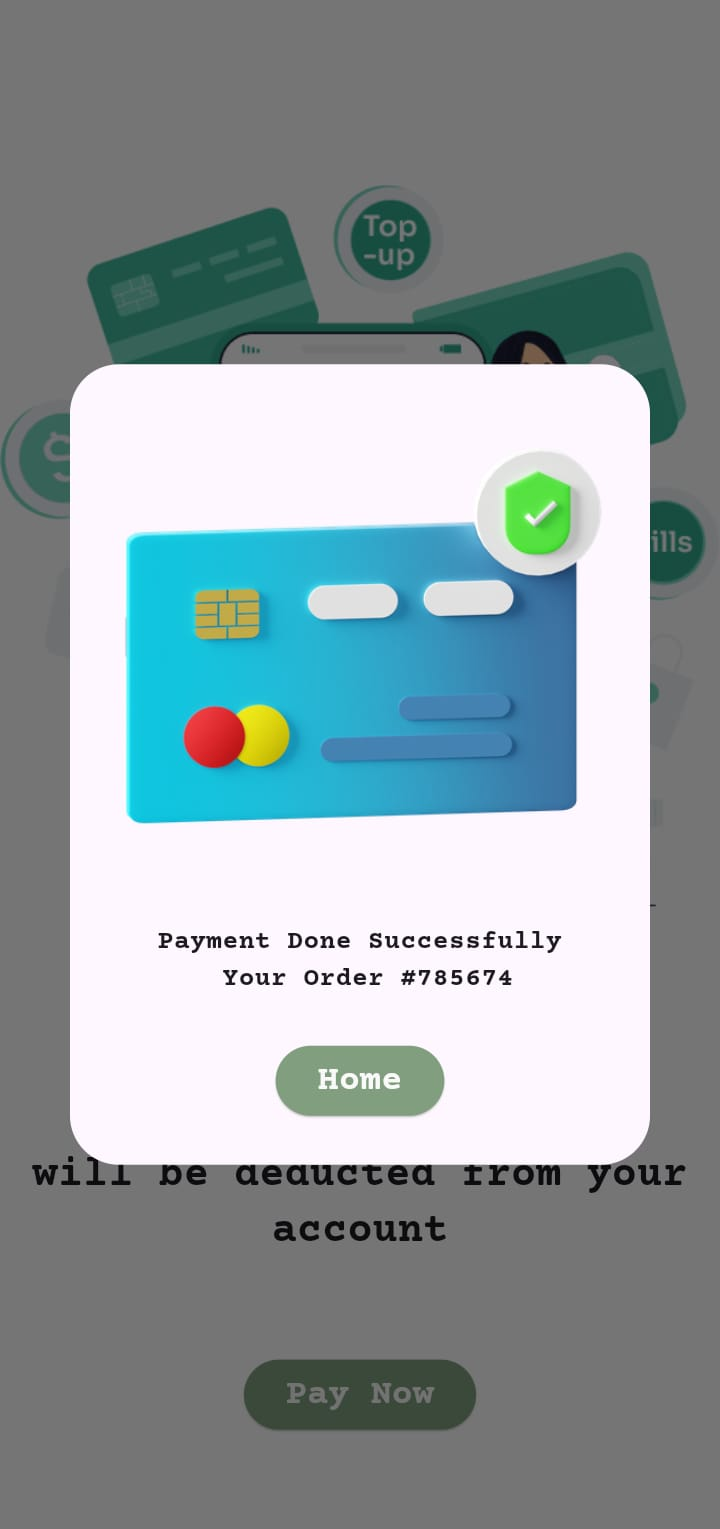 Top
-up
ills
Payment Done Successfully
Your Order #785674
Home
will be deducted from your
account
Pay Now